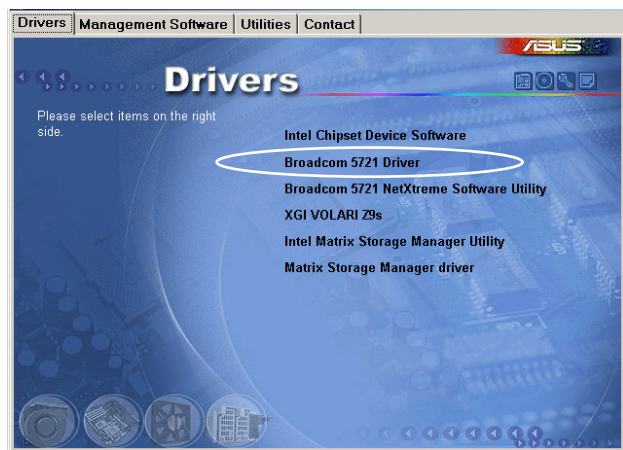 Drivers Management Software Utilities Contact
ASUS
Drivers
Please select items on the right
side.
Intel Chipset Device Software
Broadcom 5721 Driver
Broadcom 5721 NetXtreme Software Utility
XGI VOLARI Z9s
Intel Matrix Storage Manager Utility
Matrix Storage Manager driver